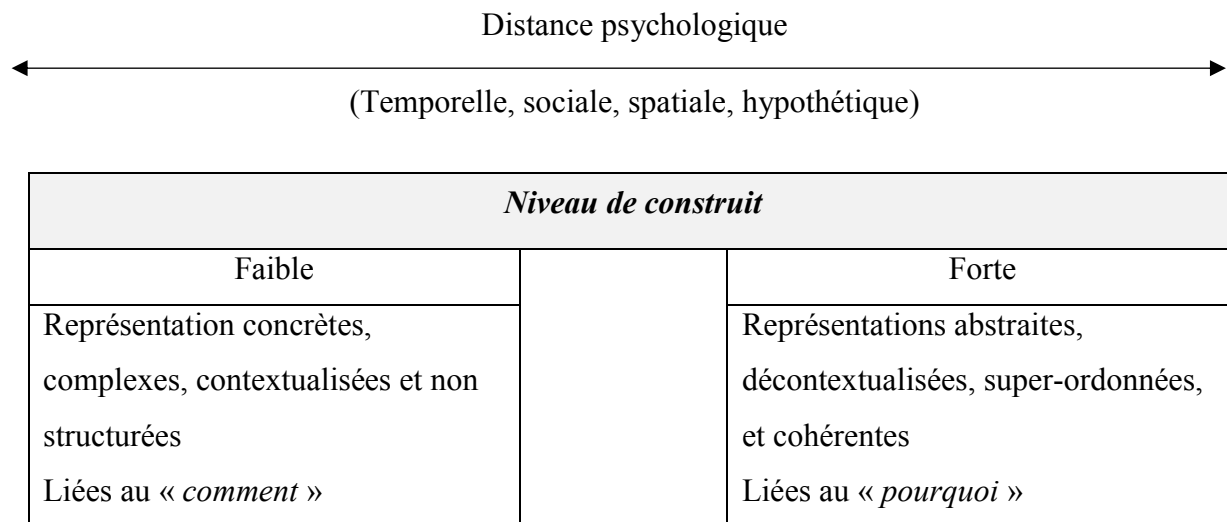 Distance psychologique
(Temporelle, sociale, spatiale, hypothétique)
Niveau de construit
Faible
Représentation concrètes,
complexes, contextualisées et non
structurées
Liées au « comment »
Forte
Représentations abstraites,
décontextualisées, super-ordonnées,
et cohérentes
Liées au « pourquoi »